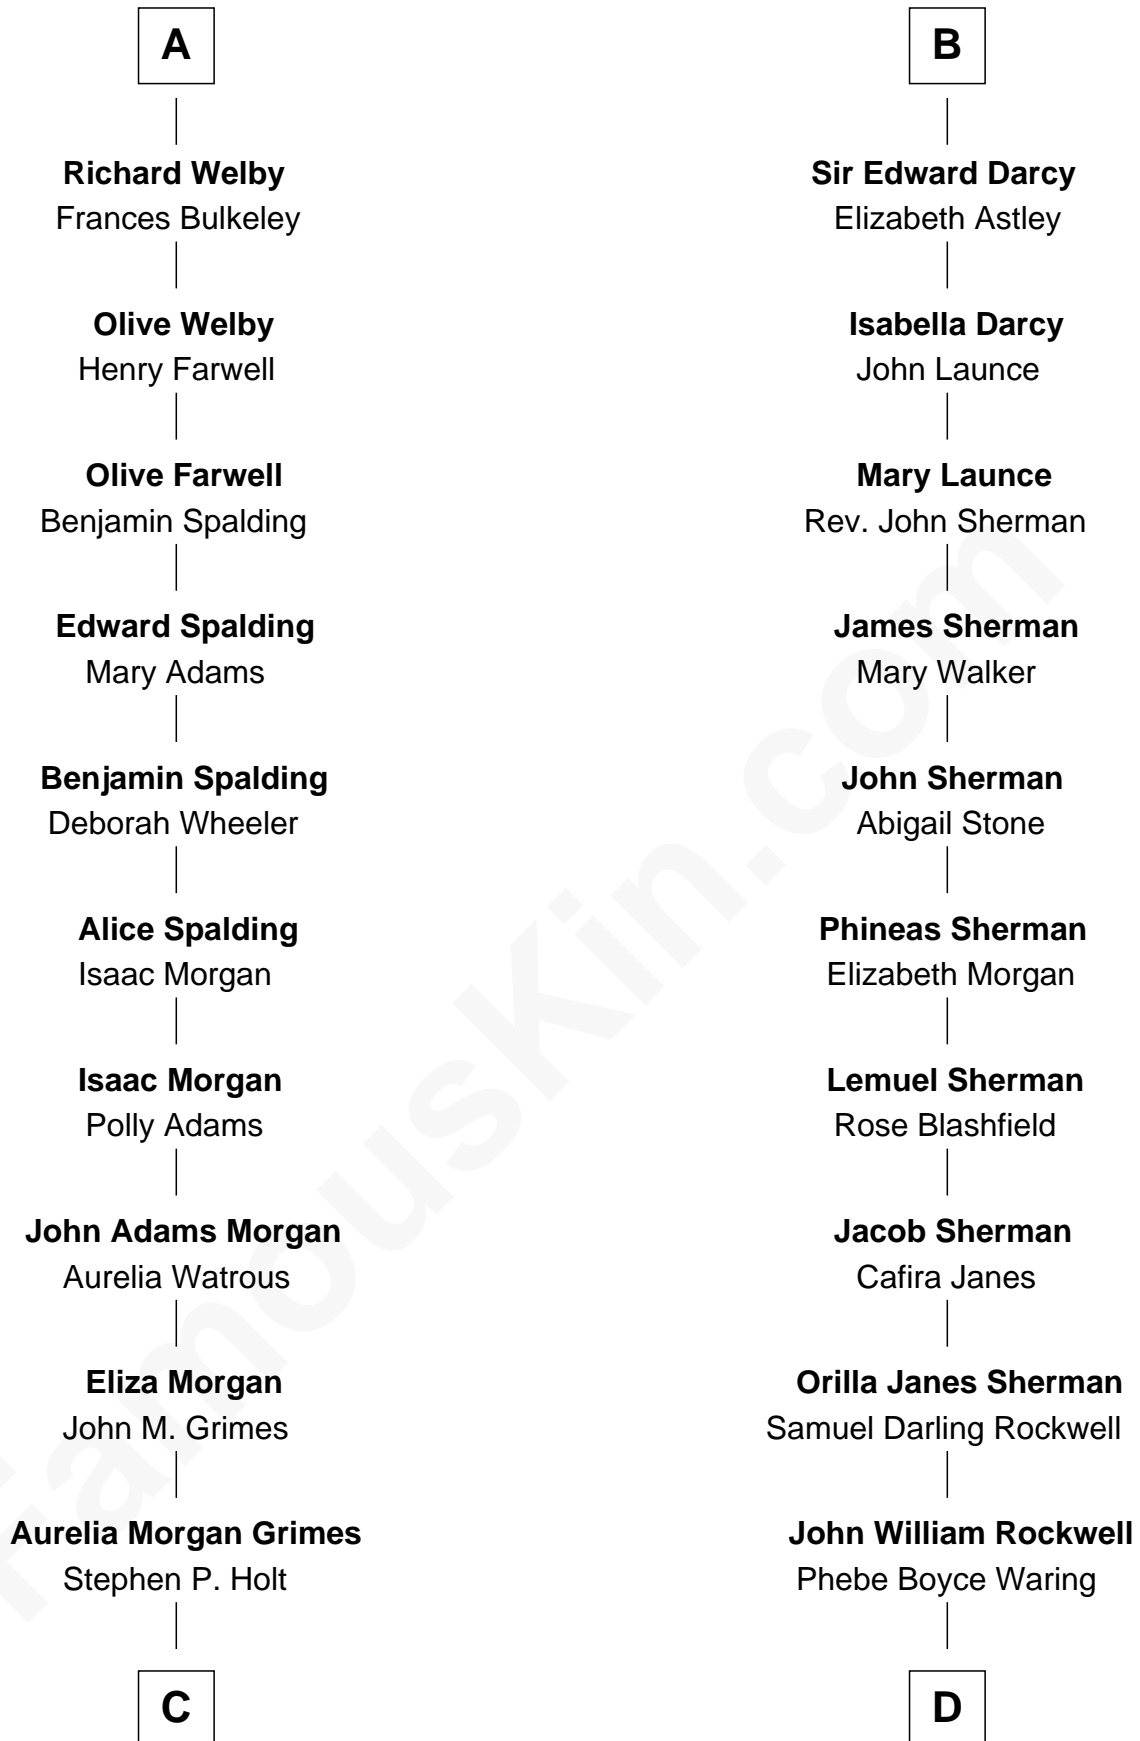 A
Richard Welby
Frances Bulkeley
Olive Welby
Henry Farwell
Olive Farwell
Benjamin Spalding
Edward Spalding
Mary Adams
Benjamin Spalding
Deborah Wheeler
Alice Spalding
Isaac Morgan
Isaac Morgan
Polly Adams
John Adams Morgan
Aurelia Watrous
Eliza Morgan
John M. Grimes
Aurelia Morgan Grimes
Stephen P. Holt
C
B
Sir Edward Darcy
Elizabeth Astley
Isabella Darcy
John Launce
Mary Launce
Rev. John Sherman
James Sherman
Mary Walker
John Sherman
Abigail Stone
Phineas Sherman
Elizabeth Morgan
Lemuel Sherman
Rose Blashfield
Jacob Sherman
Cafira Janes
Orilla Janes Sherman
Samuel Darling Rockwell
John William Rockwell
Phebe Boyce Waring
D
FamousKin.com